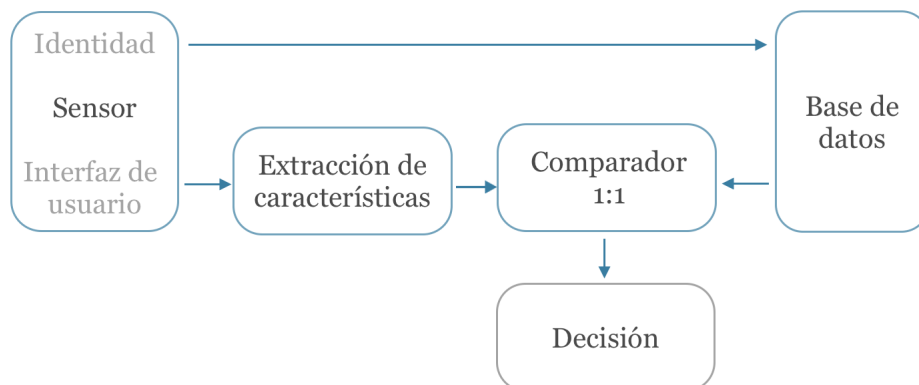 Identidad
Sensor
Interfaz de
usuario
Extracción de
características
Comparador
1:1
Base de
datos
Decisión